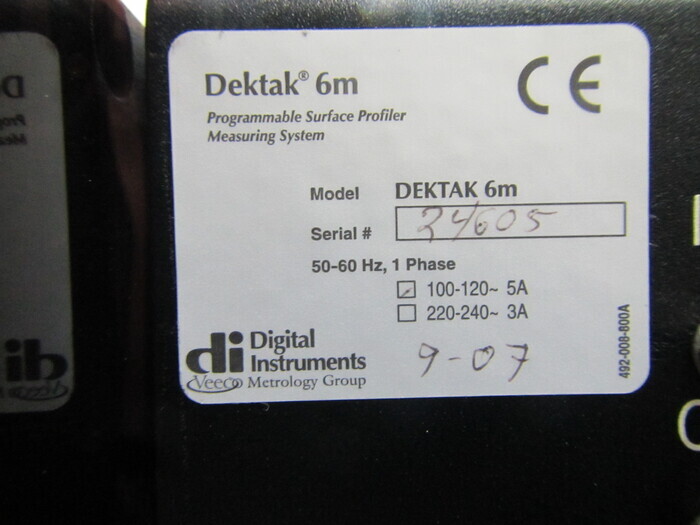 Dektak® 6m
CE
Programmable Surface Profiler
Measuring System
Model DEKTAK 6m
Serial # 24605
50-60 Hz, 1 Phase
100-120~ 5A
220-240~ 3A
di Digital
Instruments
Veeco Metrology Group
9-07
492-008-800A